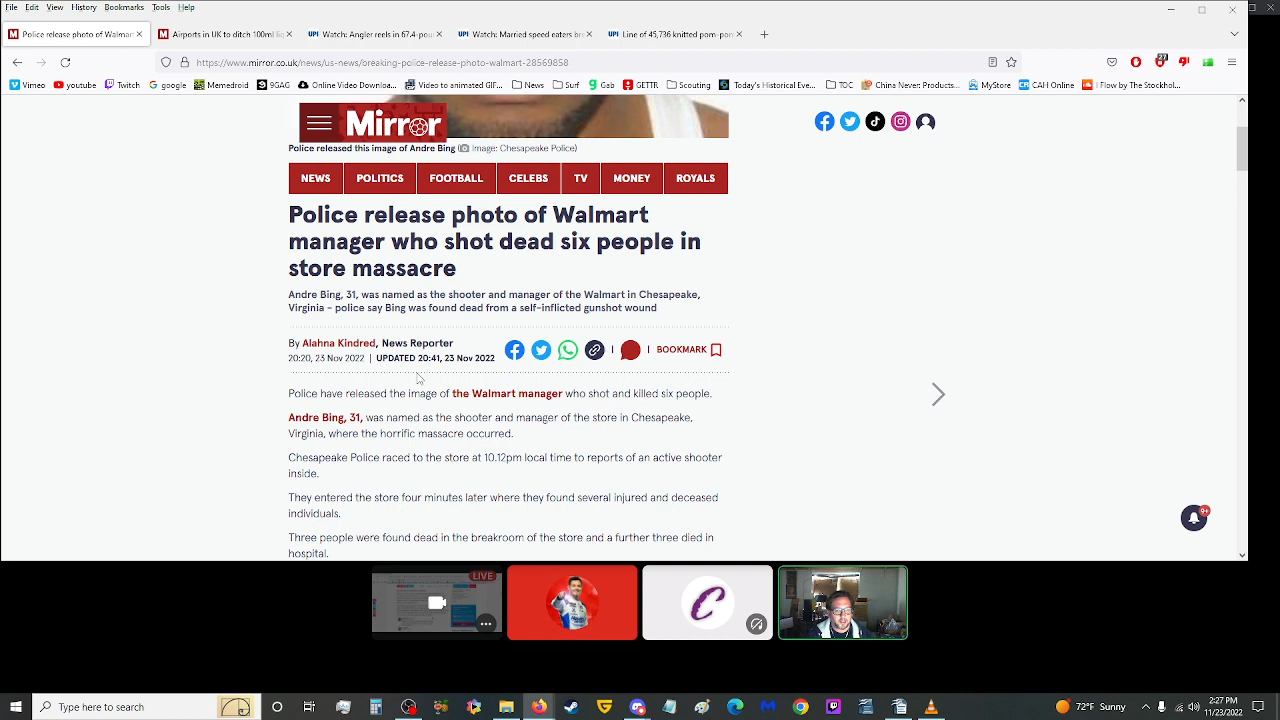 File Edit View History Bookmarks Tools Help
Police release photo of Walmar
Airports in UK to ditch 100ml liq
UPI Watch: Angler reels in 67.4-pou
UPI Watch: Married speed eaters bre
UPI Line of 45,736 knitted pom-pon
https://www.mirror.co.uk/news/us-news/breaking-police-release-photo-walmart-28569858
Vimeo youtube Twitch google Memedroid 9GAG Online Video Download... Video to animated GIF... News Surf Gab GETTR Scouting Today's Historical Eve... TOC China Never: Products... MyStore CAH Online I Flow By The Stockhol...
Mirror
Police released this image of Andre Bing ( Image: Chesapeake Police)
NEWS POLITICS FOOTBALL CELEBS TV MONEY ROYALS
Police release photo of Walmart
manager who shot dead six people in
store massacre
Andre Bing, 31, was named as the shooter and manager of the Walmart in Chesapeake,
Virginia - police say Bing was found dead from a self-inflicted gunshot wound
By Alahna Kindred, News Reporter
20:20, 23 Nov 2022 | UPDATED 20:41, 23 Nov 2022
BOOKMARK
Police have released the image of the Walmart manager who shot and killed six people.
Andre Bing, 31, was named as the shooter and manager of the store in Chesapeake,
Virginia, where the horrific massacre occurred.
Chesapeake Police raced to the store at 10.12pm local time to reports of an active shooter
inside.
They entered the store four minutes later where they found several injured and deceased
individuals.
Three people were found dead in the breakroom of the store and a further three died in
hospital.
9+
LIVE
C
Type here to search
72°F Sunny
2:27 PM
11/23/2022